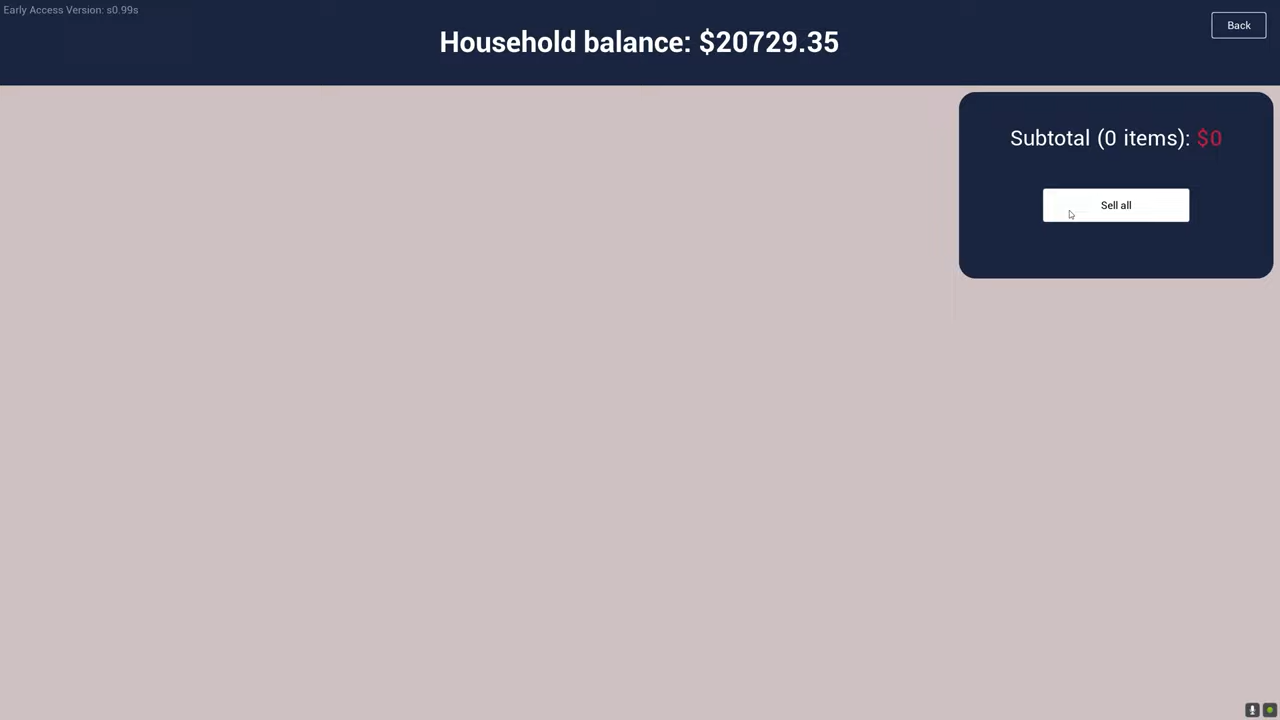 Early Access Version: s0.99s
Household balance: $20729.35
Back
Subtotal (0 items): $0
Sell all